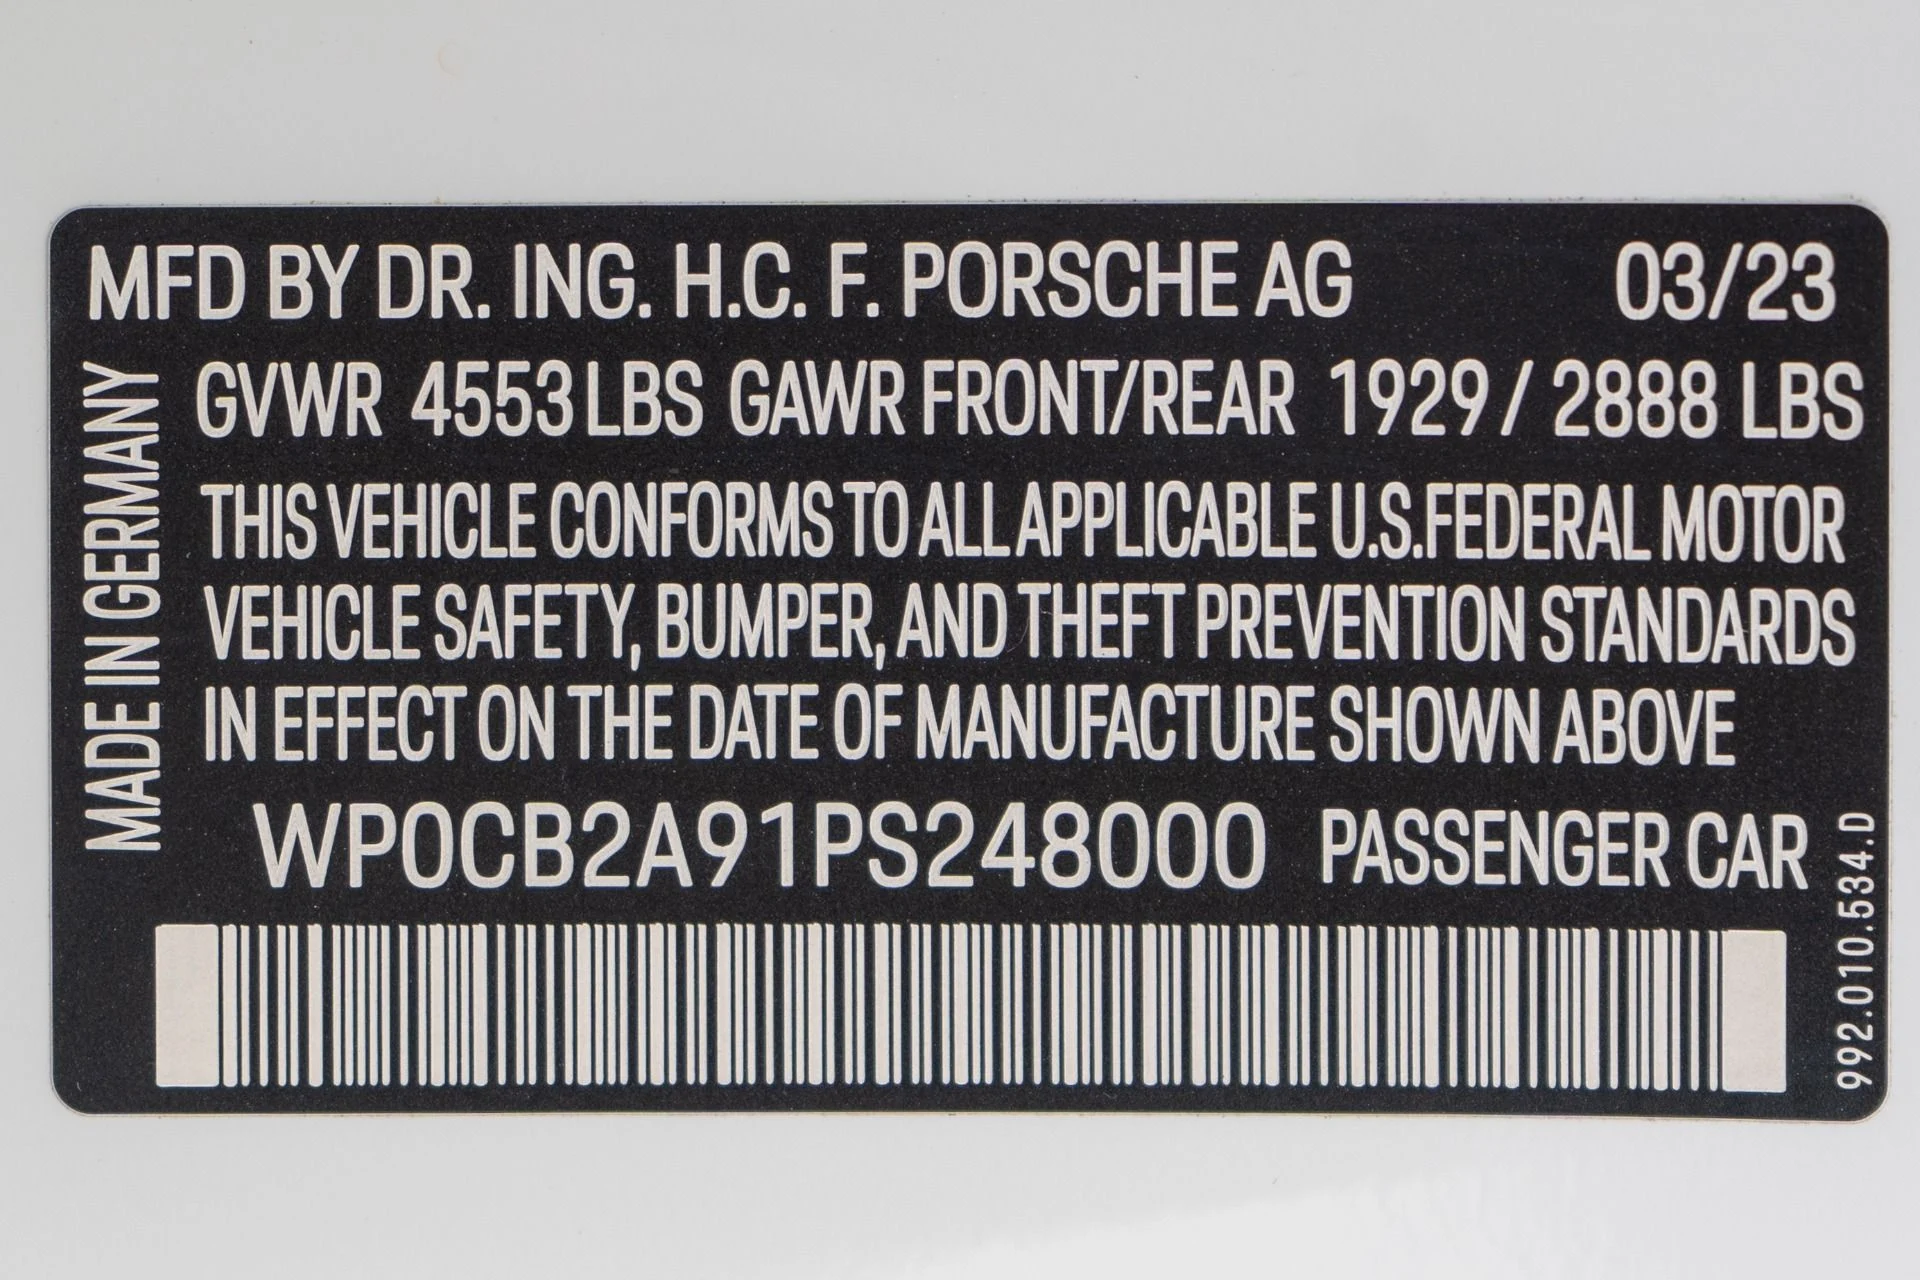 MFD BY DR. ING. H.C. F. PORSCHE AG 03/23
GVWR 4553LBS GAWR FRONT/REAR 1929 / 2888 LBS
THIS VEHICLE CONFORMS TO ALL APPLICABLE U.S.FEDERAL MOTOR
VEHICLE SAFETY, BUMPER, AND THEFT PREVENTION STANDARDS
IN EFFECT ON THE DATE OF MANUFACTURE SHOWN ABOVE
WP0CB2A91PS248000 PASSENGER CAR
MADE IN GERMANY
992.010.534.D